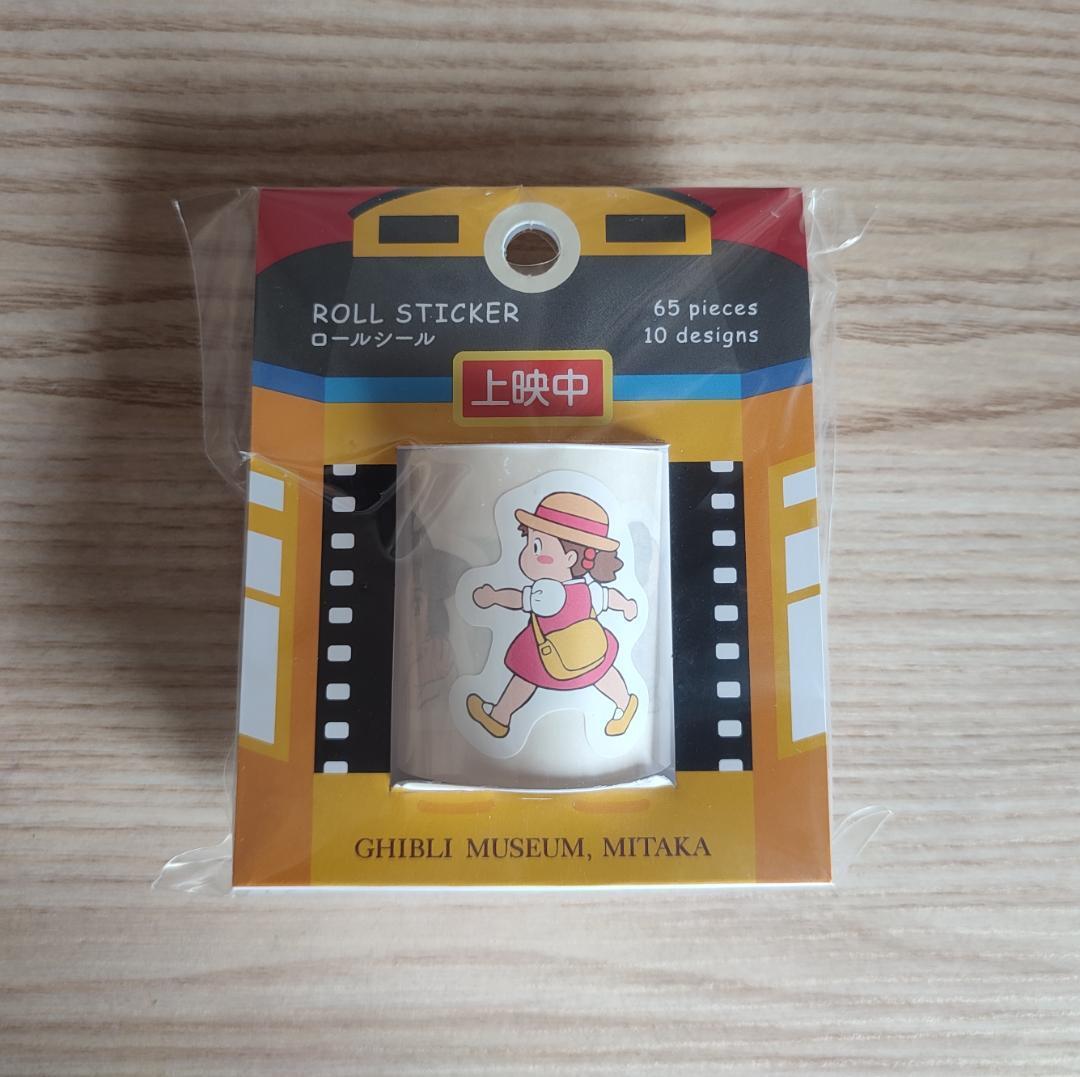 ROLL STICKER
ロールシール
65 pieces
10 designs
上映中
GHIBLI MUSEUM, MITAKA